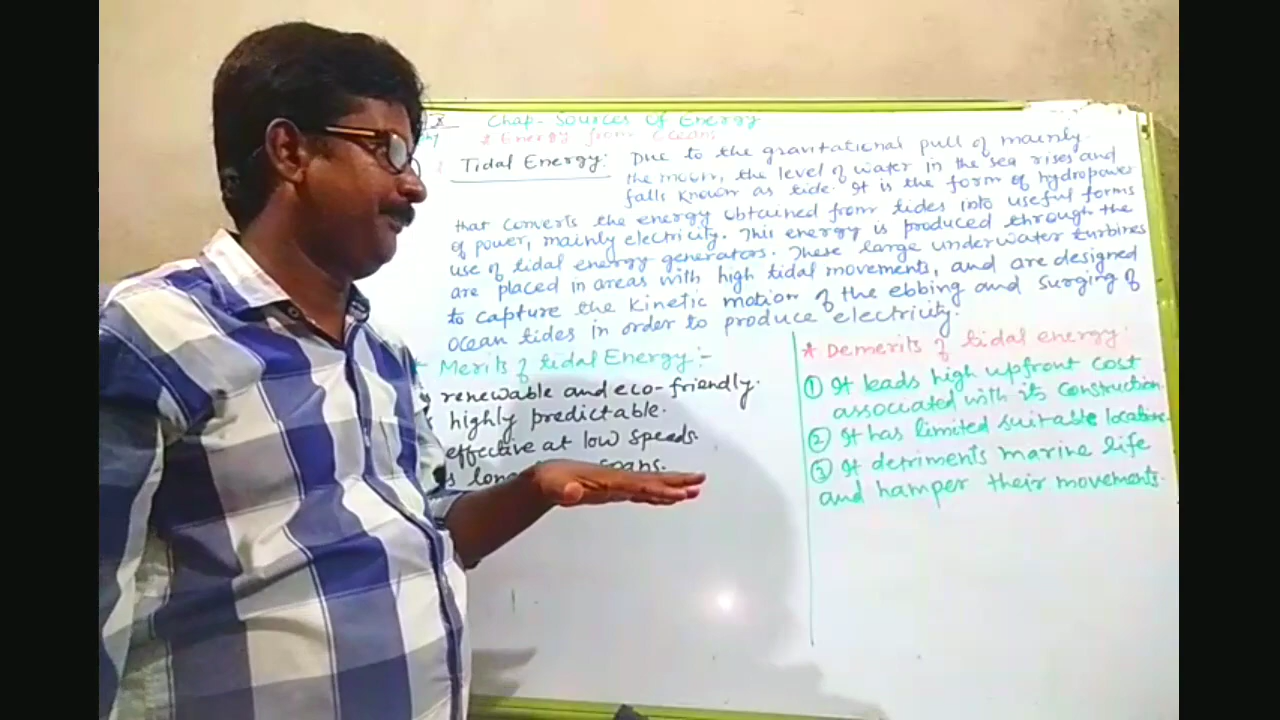 Chap- Sources of Energy
* Energy from Ocean:
Tidal Energy: Due to the gravitational pull of mainly
the moon, the level of water in the sea rises and
falls known as tide. It is the form of hydropower
that converts the energy obtained from tides into useful forms
of power, mainly electricity. This energy is produced through the
use of tidal energy generators. These large underwater turbines
are placed in areas with high tidal movements, and are designed
to capture the kinetic motion of the ebbing and surging of
ocean tides in order to produce electricity.
* Merits of tidal Energy:-
renewable and eco-friendly.
highly predictable.
effective at low speeds.
long spans.
* Demerits of tidal energy:
① It leads high upfront cost
associated with its construction.
② It has limited suitable locations.
③ It detriments marine life
and hamper their movements.